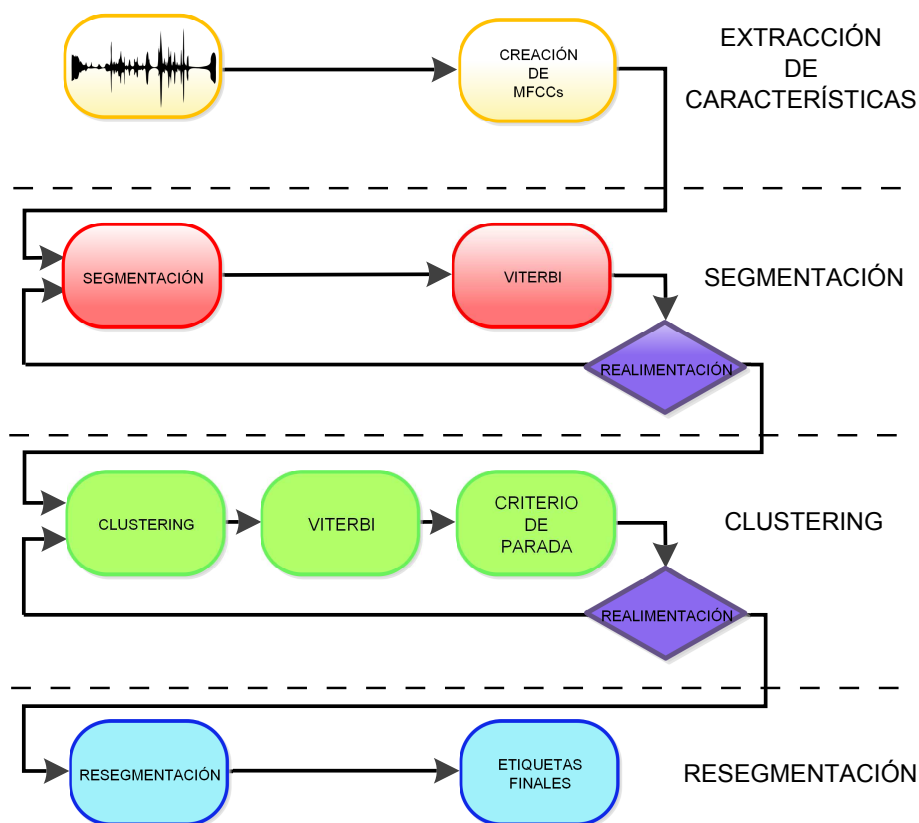 CREACIÓN
DE
MFCCs
EXTRACCIÓN
DE
CARACTERÍSTICAS
SEGMENTACIÓN
VITERBI
SEGMENTACIÓN
REALIMENTACIÓN
CLUSTERING
VITERBI
CRITERIO
DE
PARADA
CLUSTERING
REALIMENTACIÓN
RESEGMENTACIÓN
ETIQUETAS
FINALES
RESEGMENTACIÓN